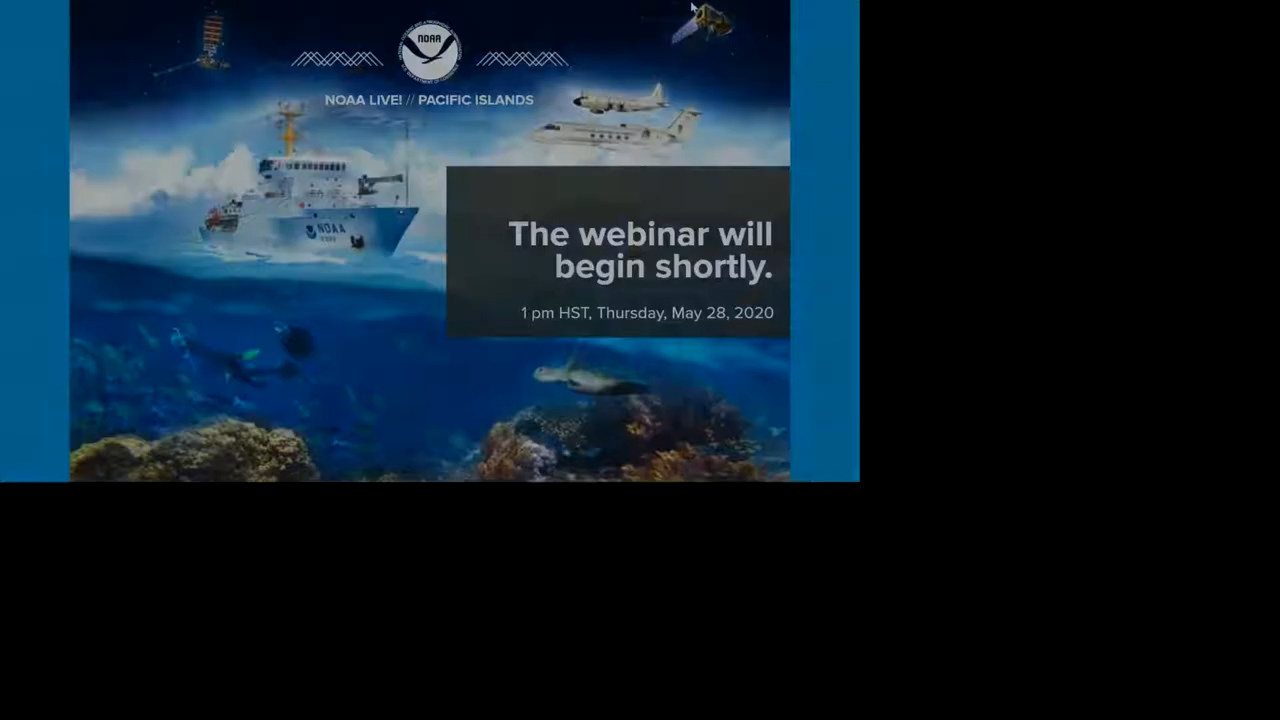 NOAA
NOAA LIVE! // PACIFIC ISLANDS
NOAA
The webinar will
begin shortly.
1 pm HST, Thursday, May 28, 2020